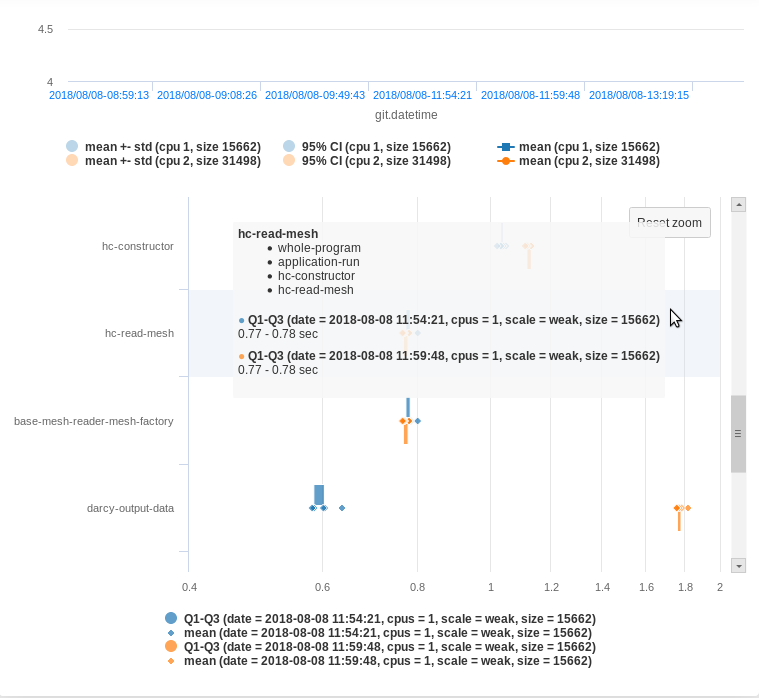 4.5
4
2018/08/08-08:59:13 2018/08/08-09:08:26 2018/08/08-09:49:43 2018/08/08-11:54:21 2018/08/08-11:59:48 2018/08/08-13:19:15
git.datetime
mean +- std (cpu 1, size 15662) 95% CI (cpu 1, size 15662) mean (cpu 1, size 15662)
mean +- std (cpu 2, size 31498) 95% CI (cpu 2, size 31498) mean (cpu 2, size 31498)
Reset zoom
hc-constructor
hc-read-mesh
base-mesh-reader-mesh-factory
darcy-output-data
hc-read-mesh
whole-program
application-run
hc-constructor
hc-read-mesh
Q1-Q3 (date = 2018-08-08 11:54:21, cpus = 1, scale = weak, size = 15662)
0.77 - 0.78 sec
Q1-Q3 (date = 2018-08-08 11:59:48, cpus = 1, scale = weak, size = 15662)
0.77 - 0.78 sec
0.4 0.6 0.8 1 1.2 1.4 1.6 1.8 2
Q1-Q3 (date = 2018-08-08 11:54:21, cpus = 1, scale = weak, size = 15662)
mean (date = 2018-08-08 11:54:21, cpus = 1, scale = weak, size = 15662)
Q1-Q3 (date = 2018-08-08 11:59:48, cpus = 1, scale = weak, size = 15662)
mean (date = 2018-08-08 11:59:48, cpus = 1, scale = weak, size = 15662)